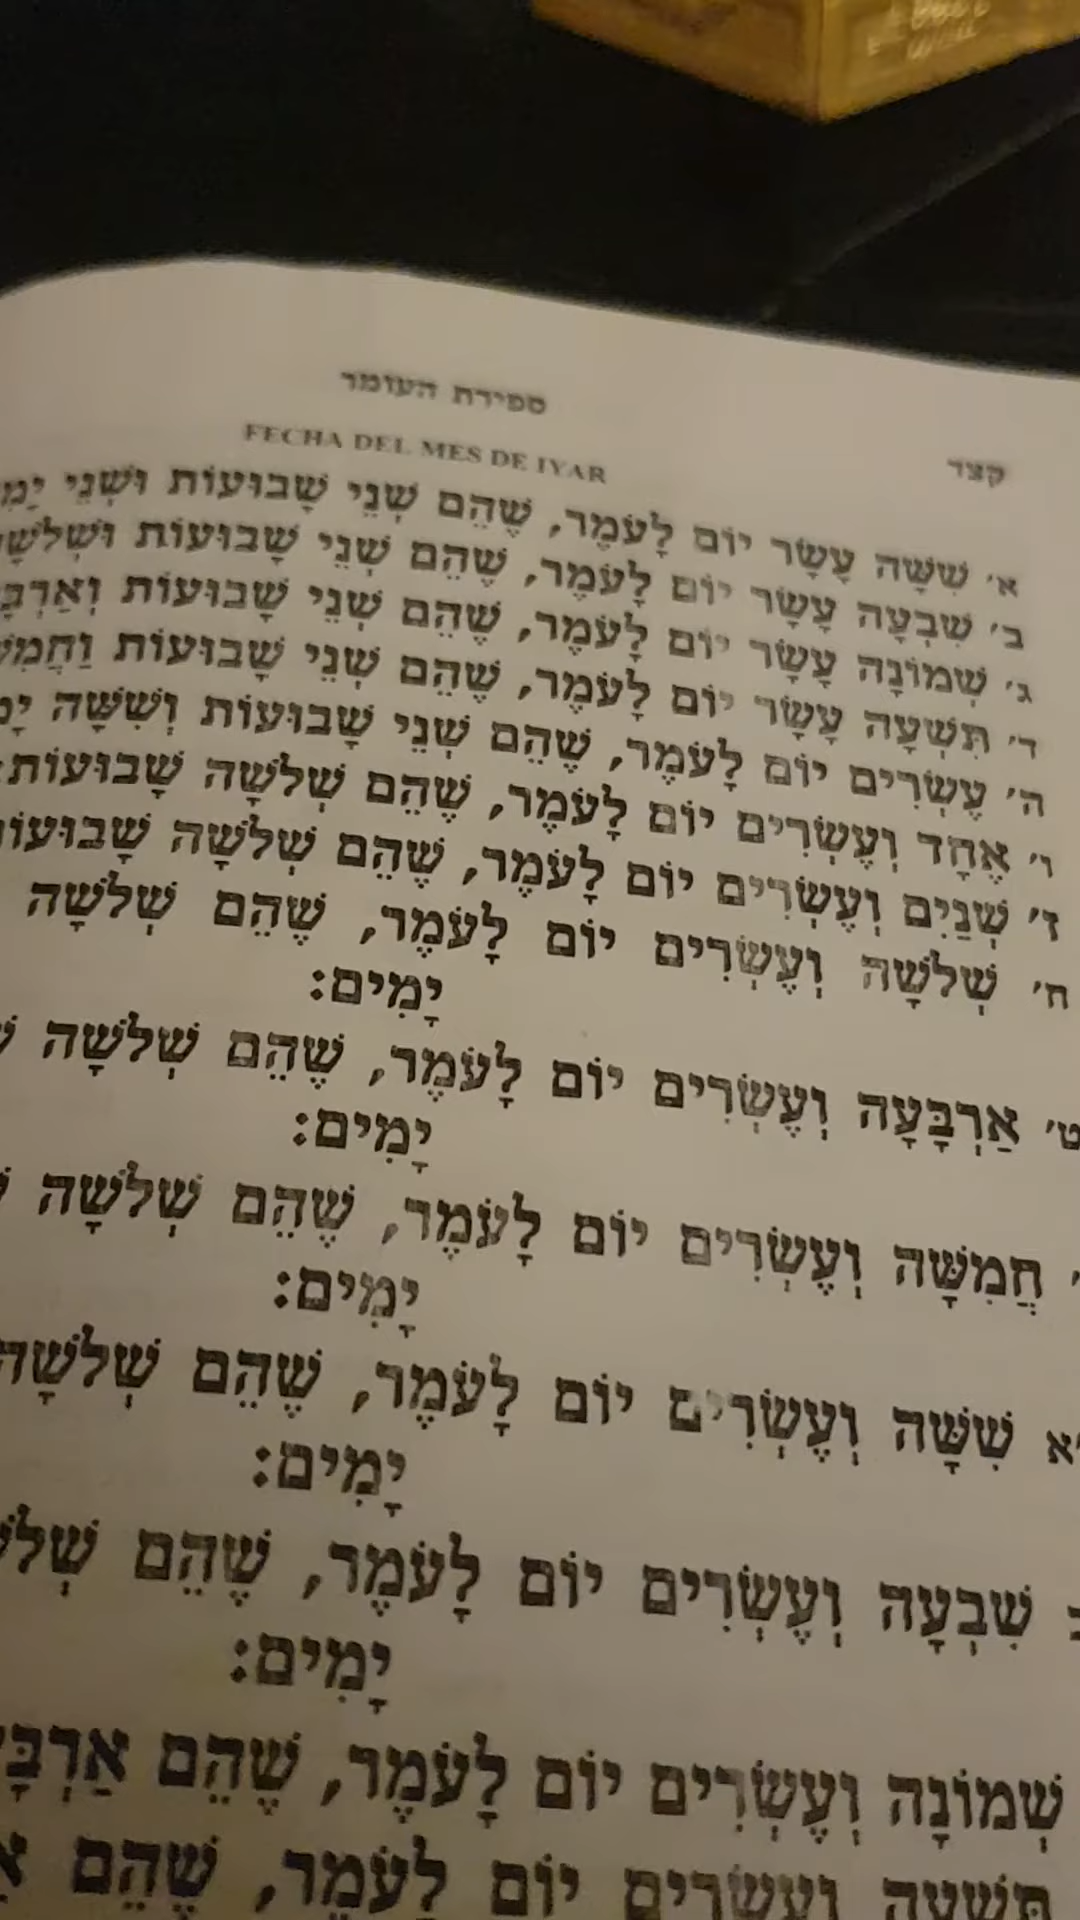 ספירת העומר
קצד
FECHA DEL MES DE IYAR
א׳ שִׁשָּׁה עָשָׂר יוֹם לָעֹמֶר, שֶׁהֵם שְׁנֵי שָׁבוּעוֹת וּשְׁנֵי
ב׳ שִׁבְעָה עָשָׂר יוֹם לָעֹמֶר, שֶׁהֵם שְׁנֵי שָׁבוּעוֹת
ג׳ שְׁמוֹנָה עָשָׂר יוֹם לָעֹמֶר, שֶׁהֵם שְׁנֵי שָׁבוּעוֹת
ד׳ תִּשְׁעָה עָשָׂר יוֹם לָעֹמֶר, שֶׁהֵם שְׁנֵי שָׁבוּעוֹת
ה׳ עֶשְׂרִים יוֹם לָעֹמֶר, שֶׁהֵם שְׁנֵי שָׁבוּעוֹת וְשִׁשָּׁה
ו׳ אֶחָד וְעֶשְׂרִים יוֹם לָעֹמֶר, שֶׁהֵם שְׁלֹשָׁה שָׁבוּעוֹת:
ז׳ שְׁנַיִם וְעֶשְׂרִים יוֹם לָעֹמֶר, שֶׁהֵם שְׁלֹשָׁה
ח׳ שְׁלֹשָׁה וְעֶשְׂרִים יוֹם לָעֹמֶר, שֶׁהֵם שְׁלֹשָׁה
יָמִים:
ט׳ אַרְבָּעָה וְעֶשְׂרִים יוֹם לָעֹמֶר, שֶׁהֵם שְׁלֹשָׁה
יָמִים:
חֲמִשָּׁה וְעֶשְׂרִים יוֹם לָעֹמֶר, שֶׁהֵם שְׁלֹשָׁה
יָמִים:
שִׁשָּׁה וְעֶשְׂרִים יוֹם לָעֹמֶר, שֶׁהֵם שְׁלֹשָׁה
יָמִים:
שִׁבְעָה וְעֶשְׂרִים יוֹם לָעֹמֶר, שֶׁהֵם
יָמִים:
שְׁמוֹנָה וְעֶשְׂרִים יוֹם לָעֹמֶר, שֶׁהֵם
תִּשְׁעָה וְעֶשְׂרִים יוֹם לָעֹמֶר, שֶׁהֵם